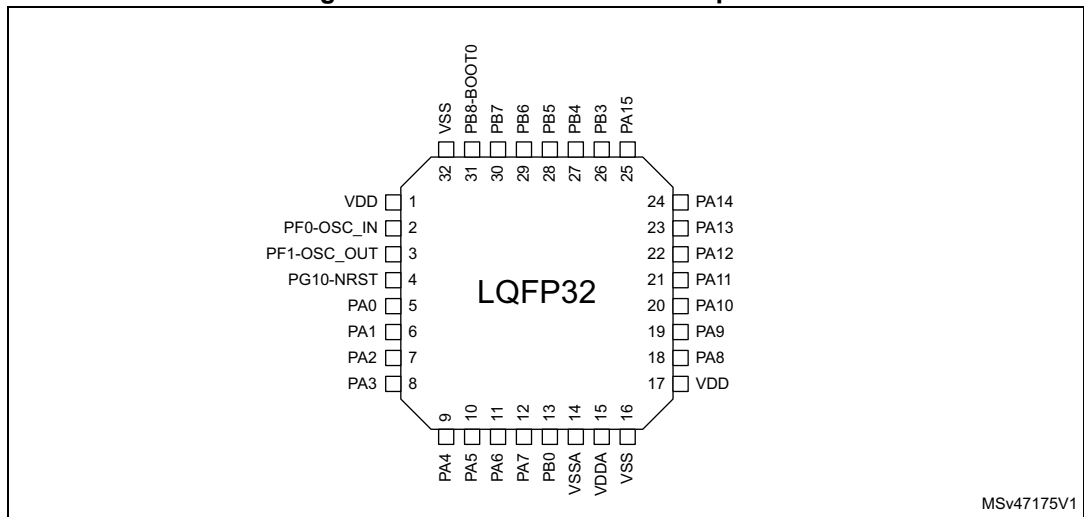 VSS
PB8-BOOT0
PB7
PB6
PB5
PB4
PB3
PA15
32
31
30
29
28
27
26
25
VDD 1
PF0-OSC_IN 2
PF1-OSC_OUT 3
PG10-NRST 4
PA0 5
PA1 6
PA2 7
PA3 8
LQFP32
24 PA14
23 PA13
22 PA12
21 PA11
20 PA10
19 PA9
18 PA8
17 VDD
9
10
11
12
13
14
15
16
PA4
PA5
PA6
PA7
PB0
VSSA
VDDA
VSS
MSv47175V1